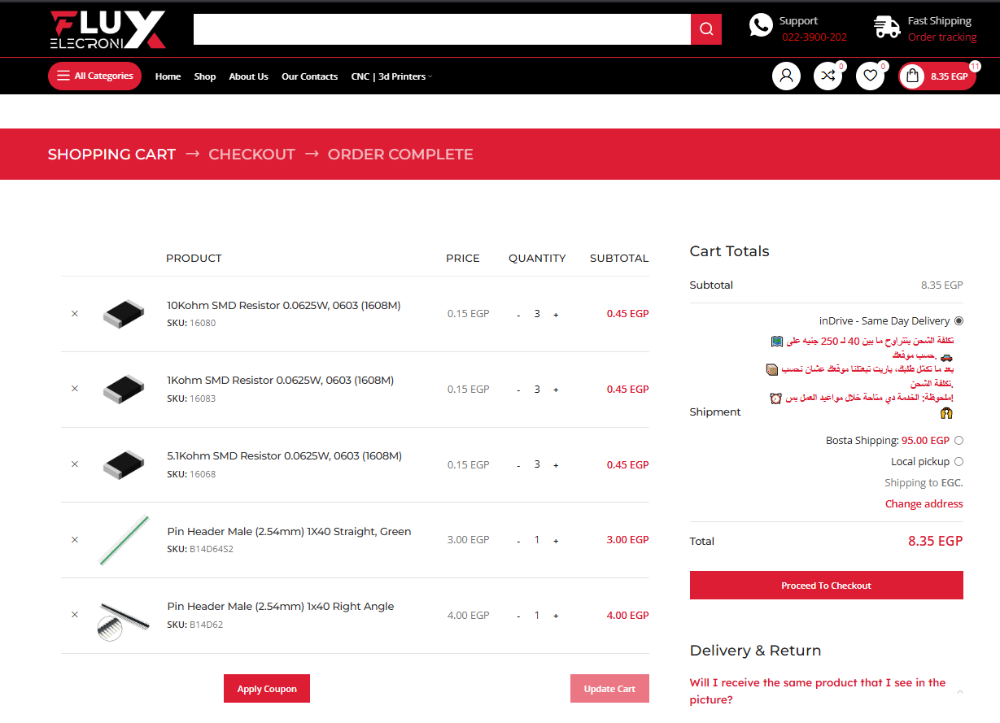 FLUX
ELECTRONIX
Support
022-3900-202
Fast Shipping
Order tracking
All Categories
Home
Shop
About Us
Our Contacts
CNC | 3d Printers
0
0
11
8.35 EGP
SHOPPING CART → CHECKOUT → ORDER COMPLETE
PRODUCT PRICE QUANTITY SUBTOTAL
× 10Kohm SMD Resistor 0.0625W, 0603 (1608M) 0.15 EGP - 3 + 0.45 EGP
SKU: 16080
× 1Kohm SMD Resistor 0.0625W, 0603 (1608M) 0.15 EGP - 3 + 0.45 EGP
SKU: 16083
× 5.1Kohm SMD Resistor 0.0625W, 0603 (1608M) 0.15 EGP - 3 + 0.45 EGP
SKU: 16068
× Pin Header Male (2.54mm) 1X40 Straight, Green 3.00 EGP - 1 + 3.00 EGP
SKU: B14D64S2
× Pin Header Male (2.54mm) 1x40 Right Angle 4.00 EGP - 1 + 4.00 EGP
SKU: B14D62
Apply Coupon
Update Cart
Cart Totals
Subtotal 8.35 EGP
Shipment
inDrive - Same Day Delivery
تكلفة الشحن بتتراوح ما بين 40 لـ 250 جنيه على 🗺️
🚗 .حسب موقعك
بعد ما تكمّل طلبك، ياريت تبعتلنا موقعك عشان نحسب 📦
.تكلفة الشحن
!ملحوظة: الخدمة دي متاحة خلال مواعيد العمل بس ⏰
🙌
Bosta Shipping: 95.00 EGP
Local pickup
Shipping to EGC.
Change address
Total 8.35 EGP
Proceed To Checkout
Delivery & Return
Will I receive the same product that I see in the
picture?